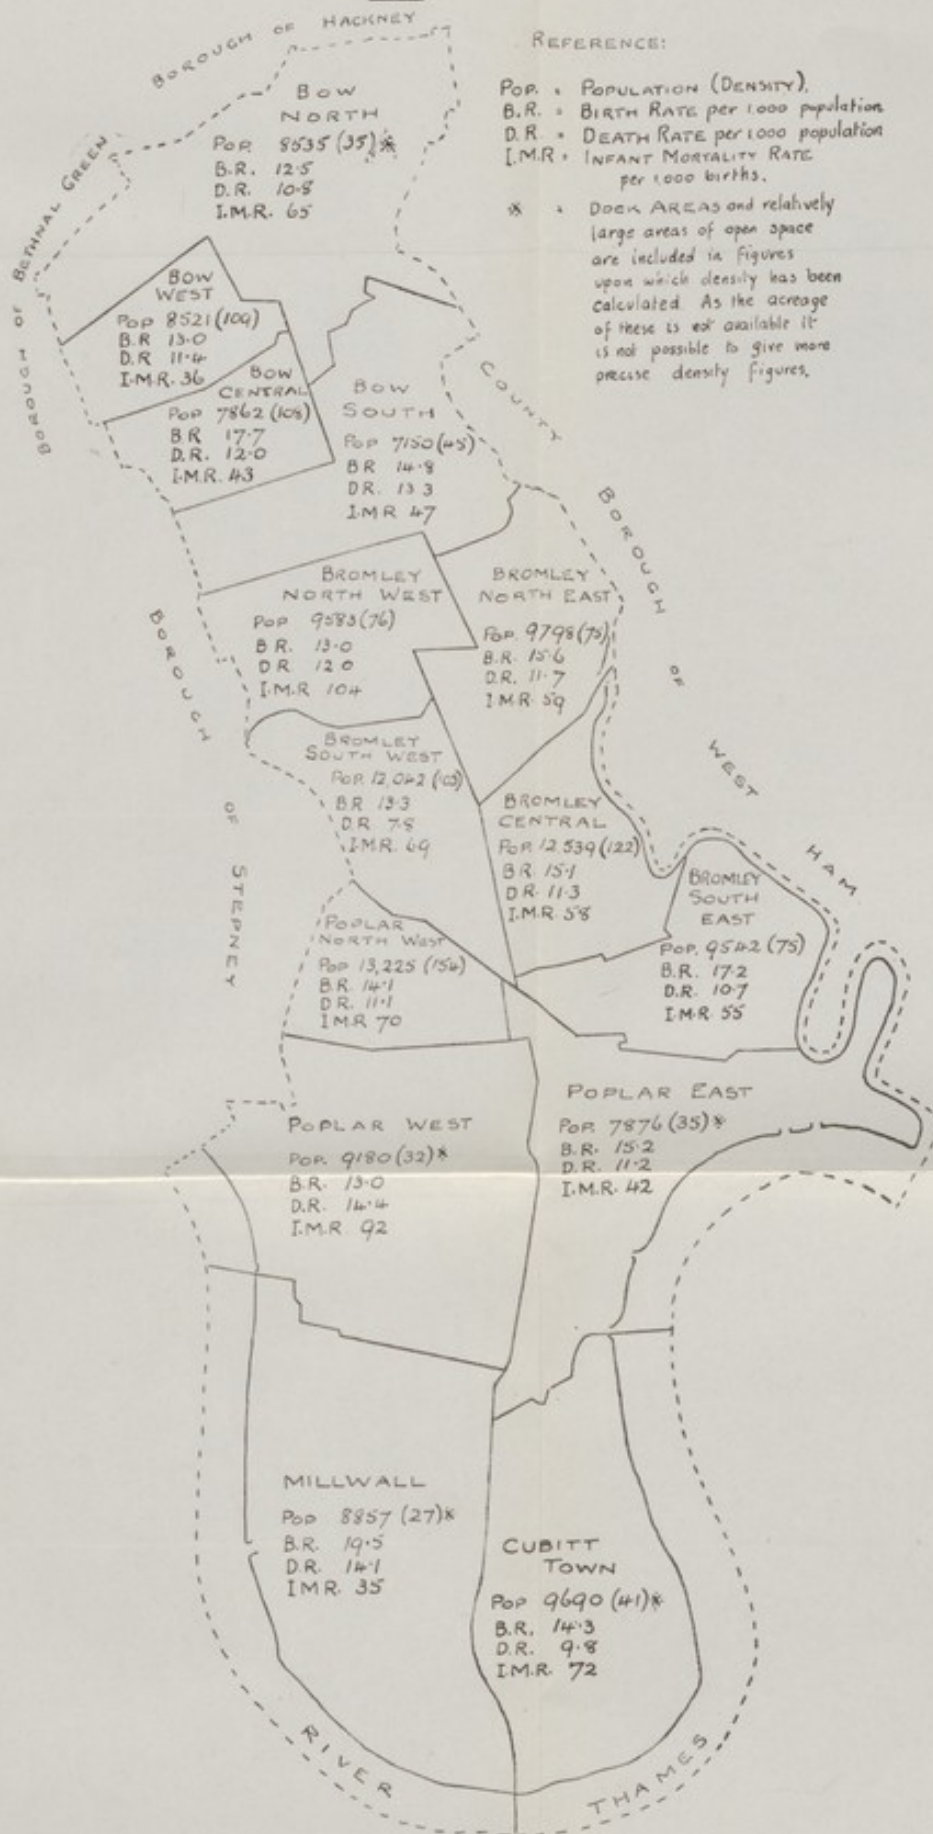 BOROUGH OF HACKNEY
REFERENCE:
POP. = POPULATION (DENSITY).
B.R. = BIRTH RATE per 1.000 population
D.R. = DEATH RATE per 1000 population
I.M.R = INFANT MORTALITY RATE
per 1,000 births.
* = DOCK AREAS and relatively
large areas of open space
are included in figures
upon which density has been
calculated. As the acreage
of these is not available it
is not possible to give more
precise density figures.
BOW
NORTH
POP. 8535 (35)*
B.R. 12.5
D.R. 10.8
I.M.R. 65
BOROUGH OF BETHNAL GREEN
BOW
WEST
POP 8521 (109)
B.R 13.0
D.R 11.4
I.M.R. 36
BOW
CENTRAL
POP 7862 (108)
B.R 17.7
D.R. 12.0
I.M.R. 43
BOW
SOUTH
POP 7150 (45)
BR 14.8
DR. 13.3
I.M.R 47
COUNTY
BOROUGH
OF
WEST
HAM
BROMLEY
NORTH WEST
POP 9583 (76)
B.R. 13.0
D.R 12.0
I.M.R 104
BROMLEY
NORTH EAST
POP. 9798 (75)
B.R. 15.6
D.R. 11.7
I.M.R. 59
BOROUGH
OF
STEPNEY
BROMLEY
SOUTH WEST
POP. 12,042 (103)
B.R 13.3
D.R 7.8
I.M.R. 69
BROMLEY
CENTRAL
POP. 12539 (122)
B.R. 15.1
D.R. 11.3
I.M.R. 58
BROMLEY
SOUTH
EAST
POP. 9542 (75)
B.R. 17.2
D.R. 10.7
I.M.R. 55
POPLAR
NORTH WEST
POP 13,225 (154)
B.R. 14.1
D.R. 11.1
I.M.R 70
POPLAR WEST
POP. 9180 (32)*
B.R. 13.0
D.R. 14.4
I.M.R. 92
POPLAR EAST
POP. 7876 (35)*
B.R. 15.2
D.R. 11.2
I.M.R. 42
MILLWALL
POP 8857 (27)*
B.R. 19.5
D.R. 14.1
IMR. 35
CUBITT
TOWN
POP 9690 (41)*
B.R. 14.3
D.R. 9.8
I.M.R. 72
RIVER
THAMES